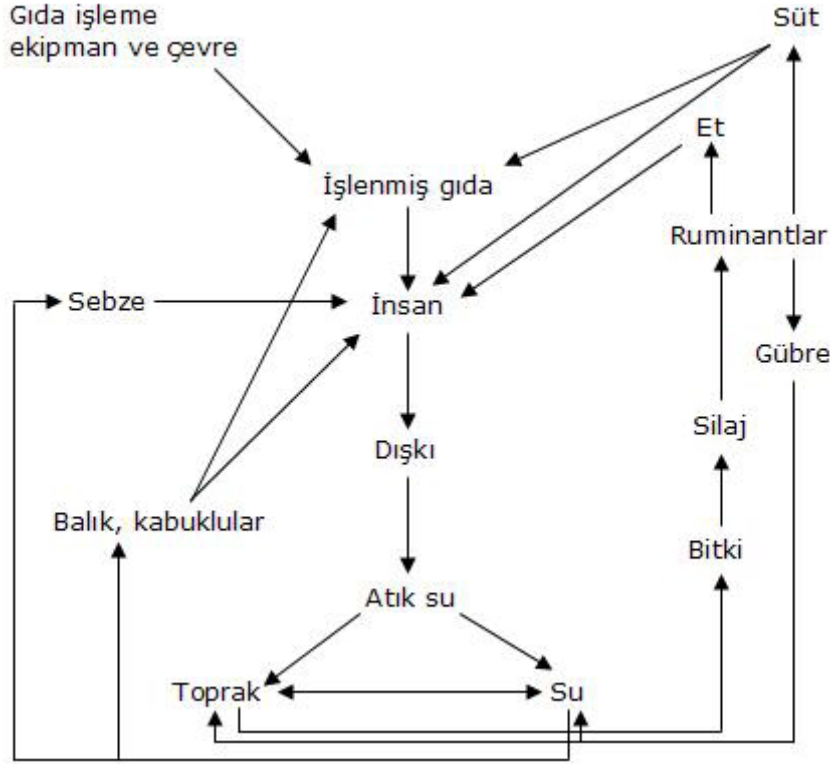 Gıda işleme
ekipman ve çevre
Süt
Et
İşlenmiş gıda
Ruminantlar
Sebze
İnsan
Gübre
Silaj
Dışkı
Balık, kabuklular
Bitki
Atık su
Toprak
Su